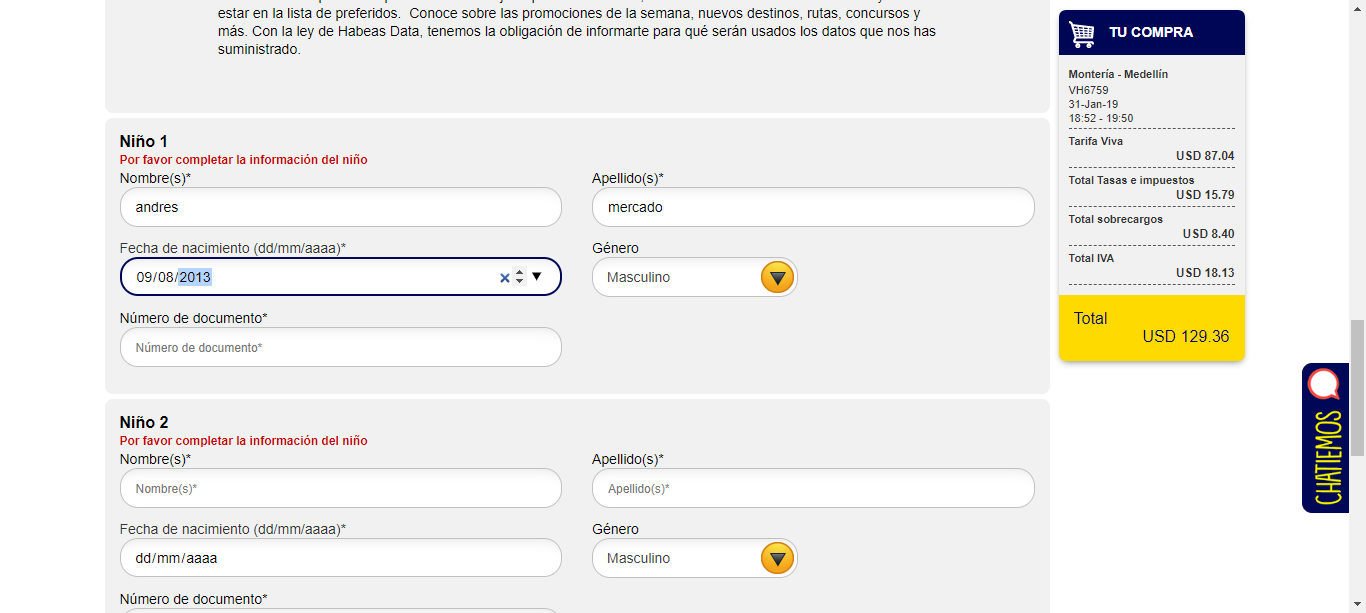 estar en la lista de preferidos.  Conoce sobre las promociones de la semana, nuevos destinos, rutas, concursos y
más. Con la ley de Habeas Data, tenemos la obligación de informarte para qué serán usados los datos que nos has
suministrado.
Niño 1
Por favor completar la información del niño
Nombre(s)*
Apellido(s)*
andres
mercado
Fecha de nacimiento (dd/mm/aaaa)*
Género
09/08/2013
Masculino
Número de documento*
Número de documento*
Niño 2
Por favor completar la información del niño
Nombre(s)*
Apellido(s)*
Nombre(s)*
Apellido(s)*
Fecha de nacimiento (dd/mm/aaaa)*
Género
dd/mm/aaaa
Masculino
Número de documento*
TU COMPRA
Montería - Medellín
VH6759
31-Jan-19
18:52 - 19:50
Tarifa Viva
USD 87.04
Total Tasas e impuestos
USD 15.79
Total sobrecargos
USD 8.40
Total IVA
USD 18.13
Total
USD 129.36
CHATIEMOS